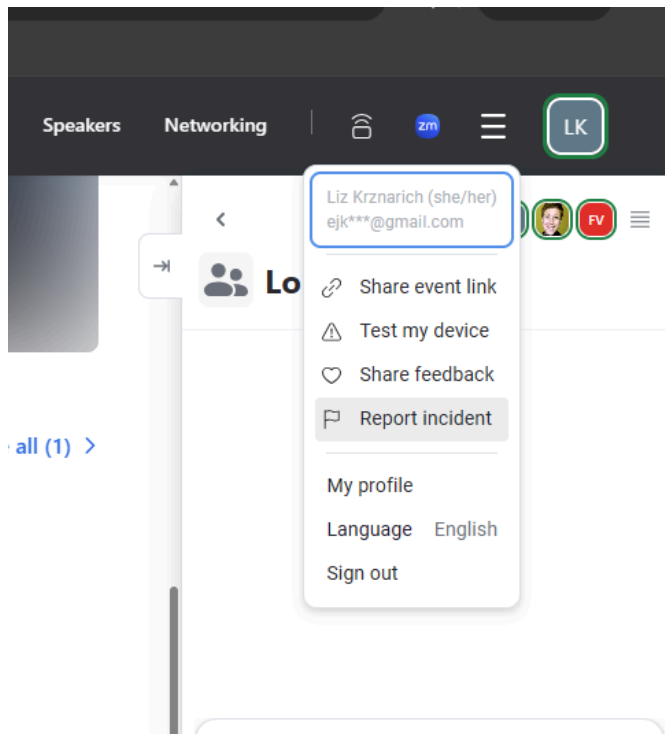 Speakers
Networking
zm
LK
Liz Krznarich (she/her)
ejk***@gmail.com
FV
Lo
Share event link
Test my device
Share feedback
Report incident
all (1)
My profile
Language English
Sign out